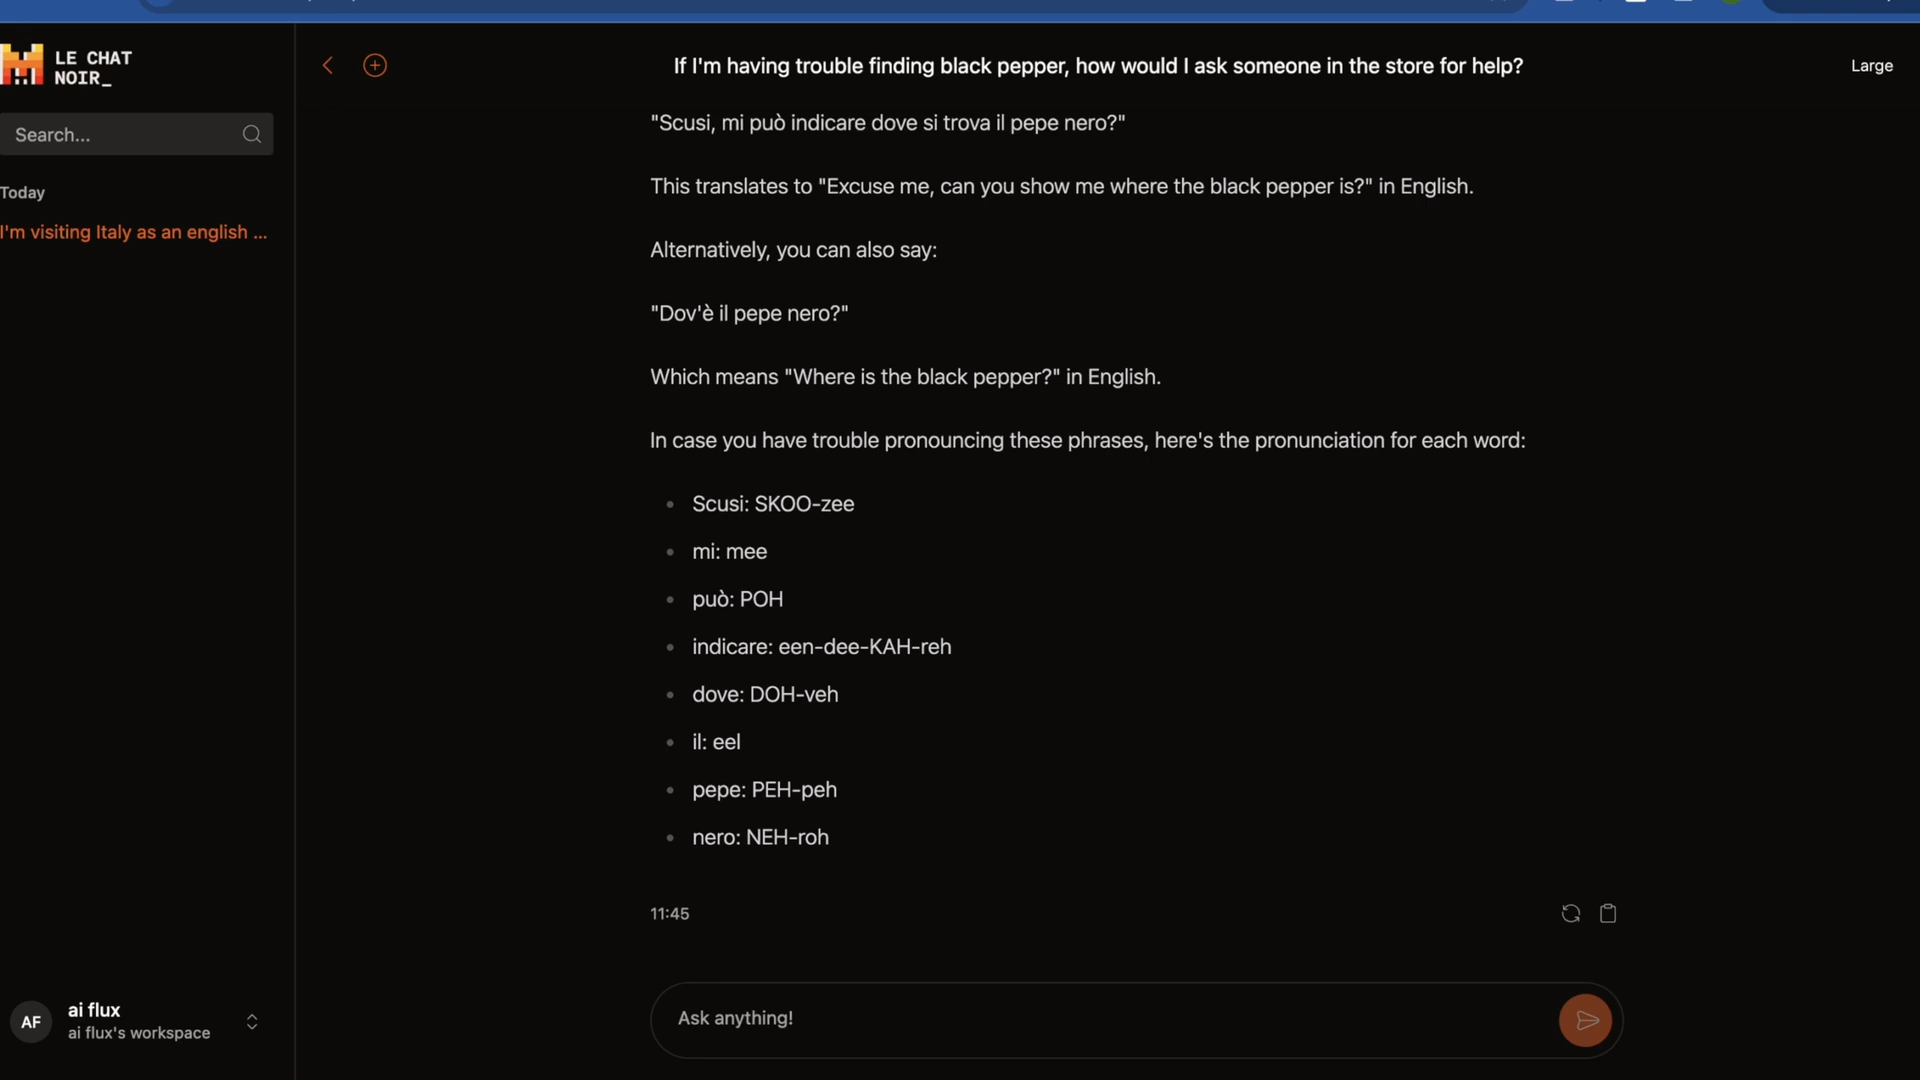 LE CHAT
NOIR_
Search...
Today
I'm visiting Italy as an english ...
AF
ai flux
ai flux's workspace
If I'm having trouble finding black pepper, how would I ask someone in the store for help?
Large
"Scusi, mi può indicare dove si trova il pepe nero?"
This translates to "Excuse me, can you show me where the black pepper is?" in English.
Alternatively, you can also say:
"Dov'è il pepe nero?"
Which means "Where is the black pepper?" in English.
In case you have trouble pronouncing these phrases, here's the pronunciation for each word:
Scusi: SKOO-zee
mi: mee
può: POH
indicare: een-dee-KAH-reh
dove: DOH-veh
il: eel
pepe: PEH-peh
nero: NEH-roh
11:45
Ask anything!